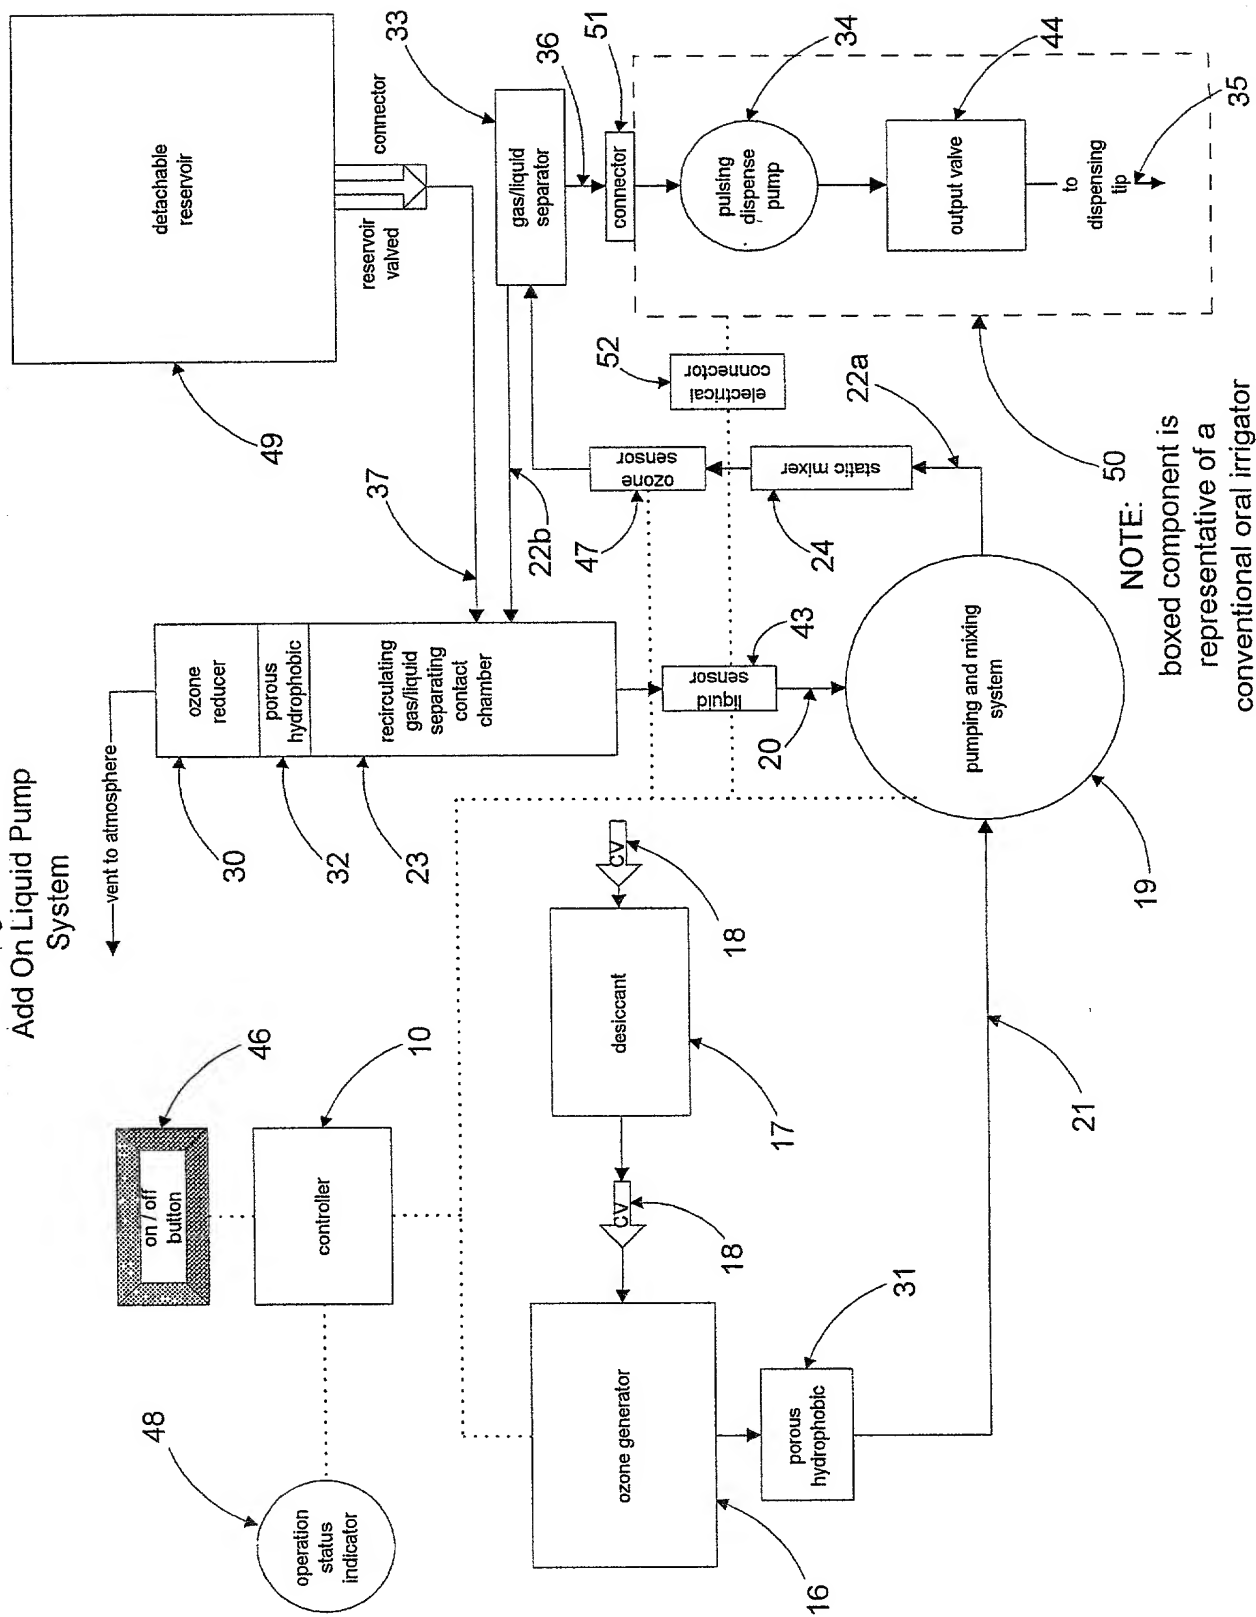 Add On Liquid Pump
System
vent to atmosphere
48
operation
status
indicator
46
on / off
button
10
controller
30
ozone
reducer
32
porous
hydrophobic
23
recirculating
gas/liquid
separating
contact
chamber
37
22b
49
detachable
reservoir
reservoir
valved
connector
33
gas/liquid
separator
36
51
connector
34
pulsing
dispense
pump
44
output valve
to
dispensing
tip
35
52
electrical
connector
47
ozone
sensor
24
static mixer
22a
43
liquid
sensor
20
pumping and mixing
system
19
18
CV
desiccant
17
CV
18
ozone generator
16
31
porous
hydrophobic
21
50
NOTE:
boxed component is
representative of a
conventional oral irrigator